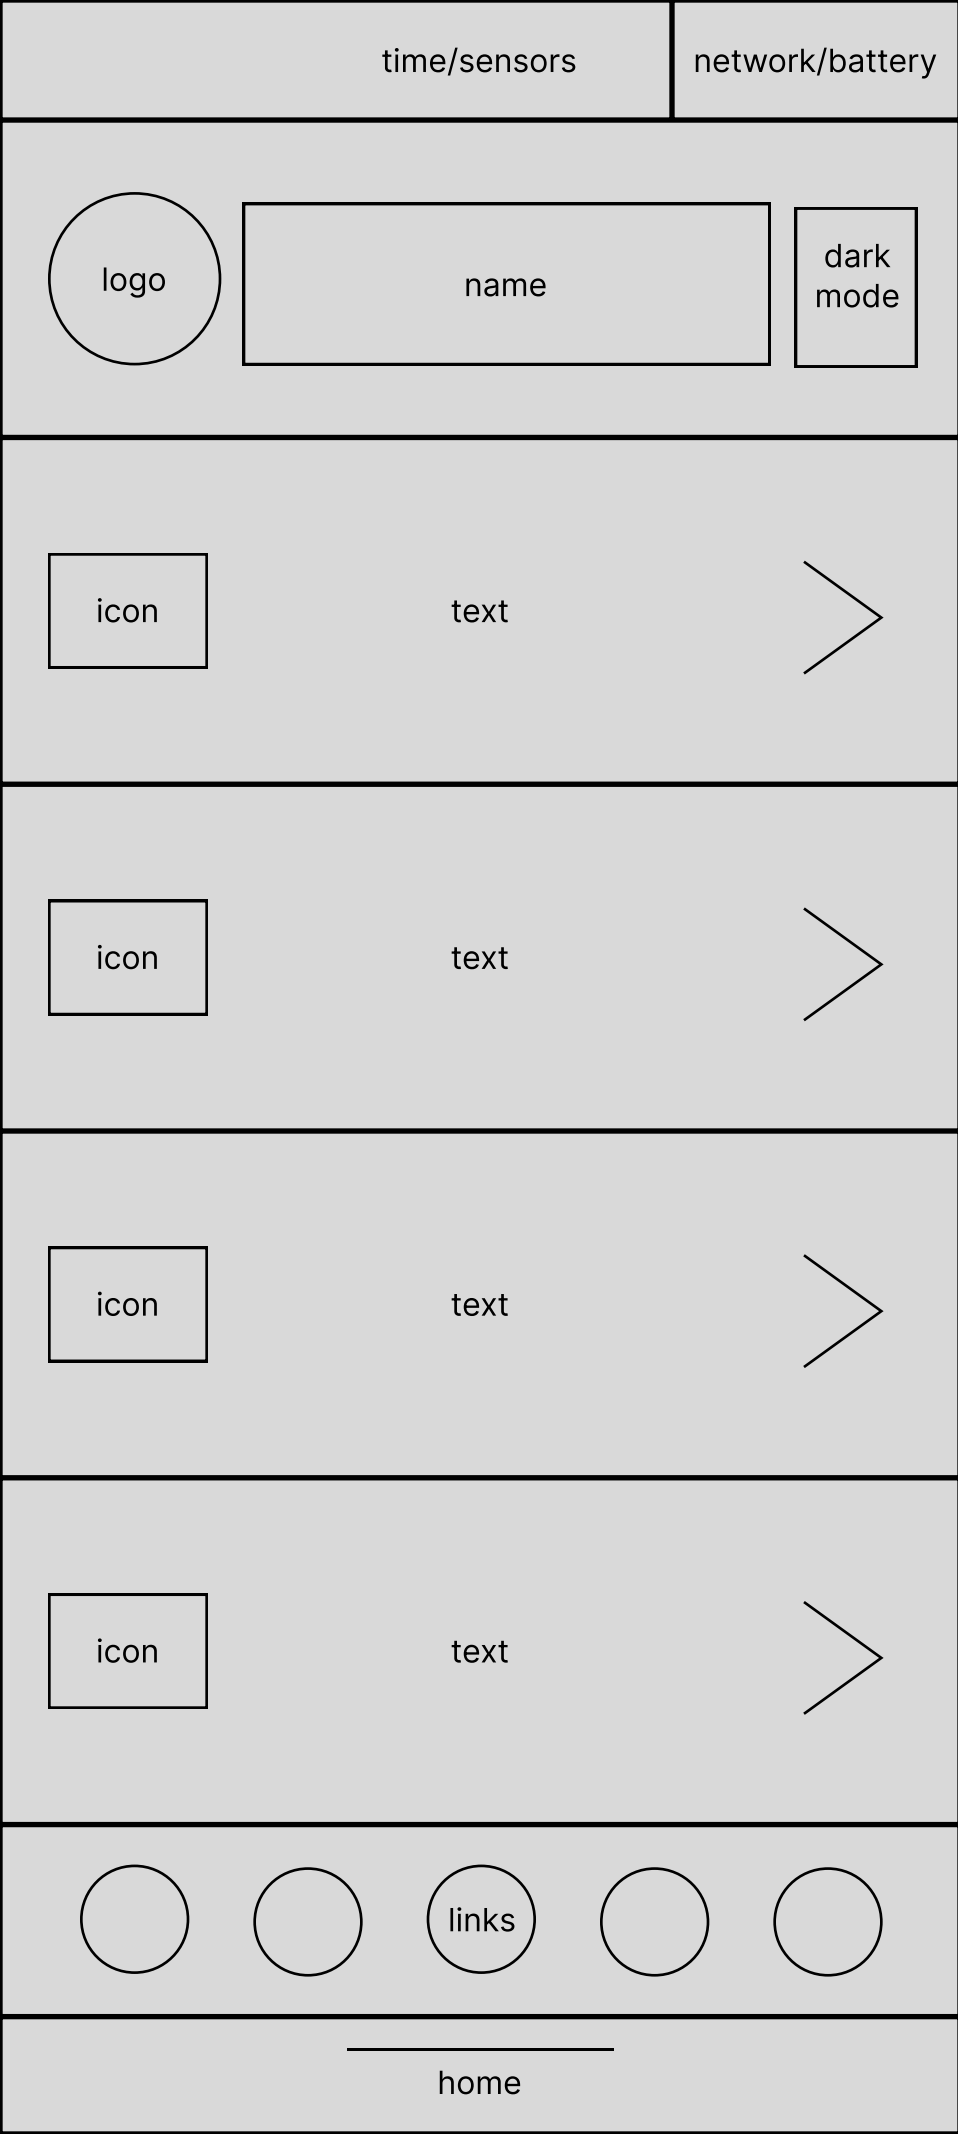 time/sensors
network/battery
logo
name
dark
mode
icon
text
icon
text
icon
text
icon
text
links
home